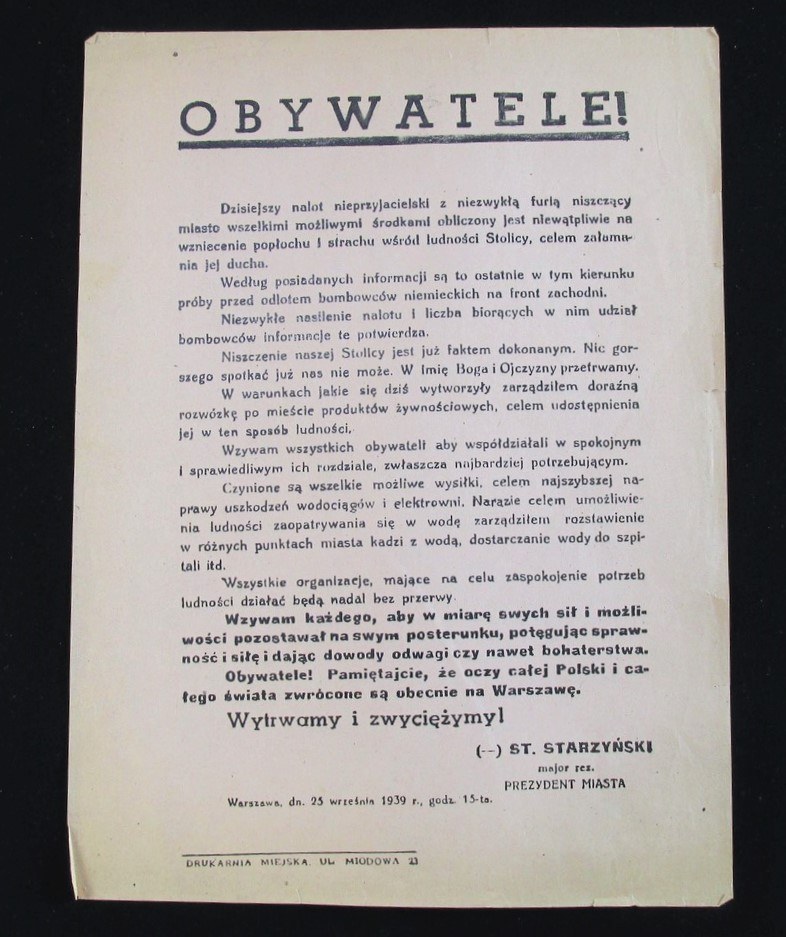 OBYWATELE!
Dzisiejszy nalot nieprzyjacielski z niezwykłą furią niszczący
miasto wszelkimi możliwymi środkami obliczony jest niewątpliwie na
wzniecenie popłochu i strachu wśród ludności Stolicy, celem załama-
nia jej ducha.
Według posiadanych informacji są to ostatnie w tym kierunku
próby przed odlotem bombowców niemieckich na front zachodni.
Niezwykłe nasilenie nalotu i liczba biorących w nim udział
bombowców informacje te potwierdza.
Niszczenie naszej Stolicy jest już faktem dokonanym. Nic gor-
szego spotkać już nas nie może. W Imię Boga i Ojczyzny przetrwamy.
W warunkach jakie się dziś wytworzyły zarządziłem doraźną
rozwózkę po mieście produktów żywnościowych, celem udostępnienia
jej w ten sposób ludności.
Wzywam wszystkich obywateli aby współdziałali w spokojnym
i sprawiedliwym ich rozdziale, zwłaszcza najbardziej potrzebującym.
Czynione są wszelkie możliwe wysiłki, celem najszybszej na-
prawy uszkodzeń wodociągów i elektrowni. Narazie celem umożliwie-
nia ludności zaopatrywania się w wodę zarządziłem rozstawienie
w różnych punktach miasta kadzi z wodą, dostarczanie wody do szpi-
tali itd.
Wszystkie organizacje, mające na celu zaspokojenie potrzeb
ludności działać będą nadal bez przerwy.
Wzywam każdego, aby w miarę swych sił i możli-
wości pozostawał na swym posterunku, potęgując spraw-
ność i siłę i dając dowody odwagi czy nawet bohaterstwa.
Obywatele! Pamiętajcie, że oczy całej Polski i ca-
łego świata zwrócone są obecnie na Warszawę.
Wytrwamy i zwyciężymy!
(--) ST. STARZYŃSKI
major rez.
PREZYDENT MIASTA
Warszawa, dn. 25 września 1939 r., godz. 15-ta.
DRUKARNIA MIEJSKA. UL MIODOWA 23